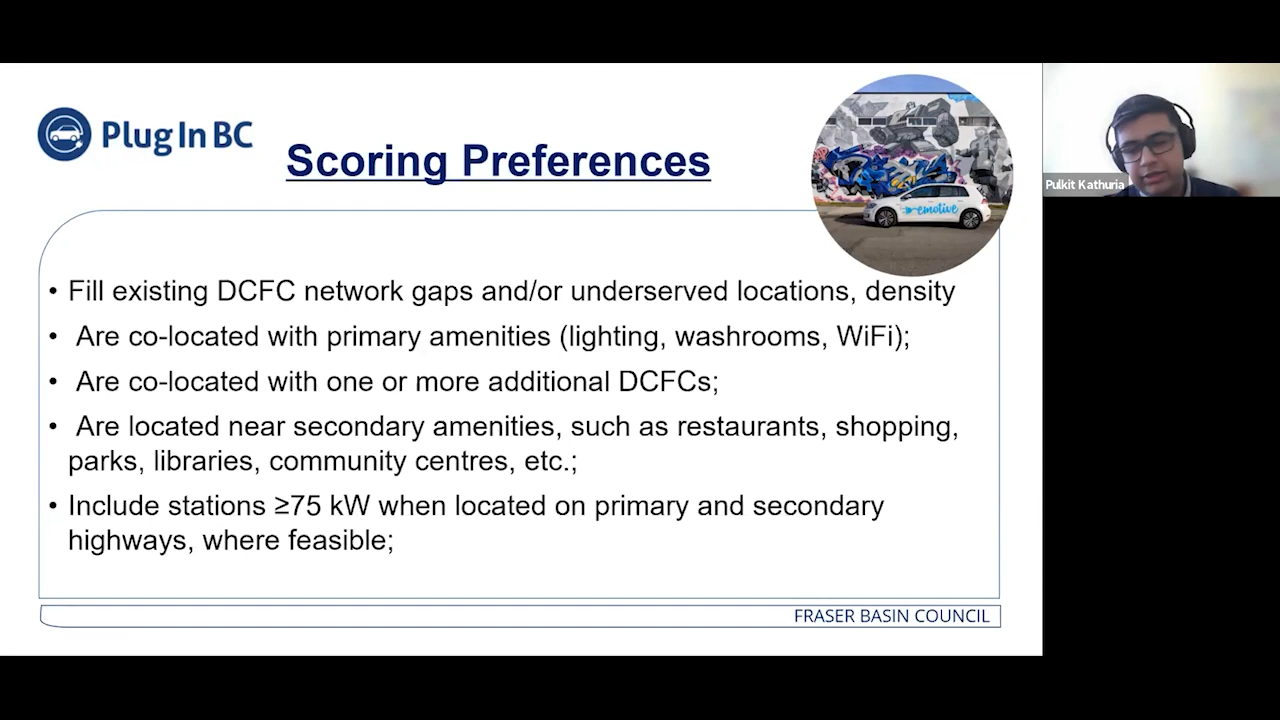 Plug In BC
Scoring Preferences
emotive
Pulkit Kathuria
• Fill existing DCFC network gaps and/or underserved locations, density
• Are co-located with primary amenities (lighting, washrooms, WiFi);
• Are co-located with one or more additional DCFCs;
• Are located near secondary amenities, such as restaurants, shopping,
parks, libraries, community centres, etc.;
• Include stations ≥75 kW when located on primary and secondary
highways, where feasible;
FRASER BASIN COUNCIL